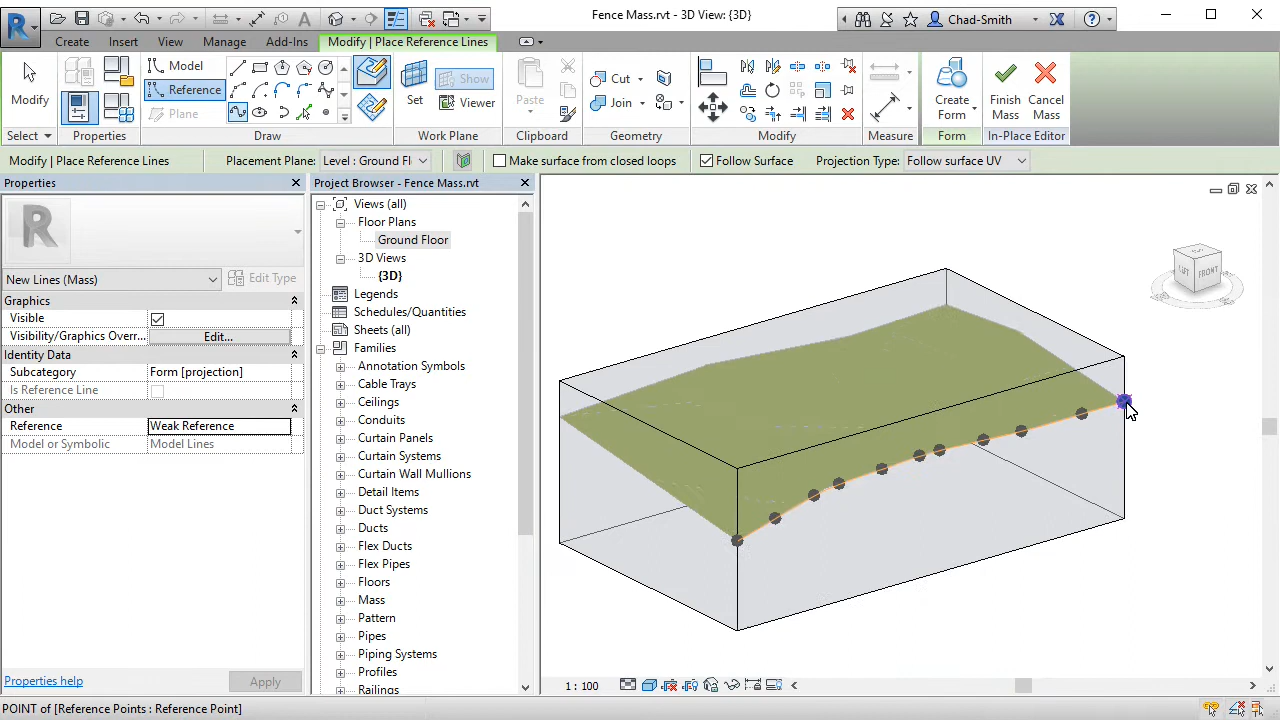 Fence Mass.rvt - 3D View: {3D}
Chad-Smith
Create Insert View Manage Add-Ins Modify | Place Reference Lines
Modify
Model
Reference
Plane
Set
Show
Viewer
Paste
Cut
Join
Create Form
Finish Mass
Cancel Mass
Select Properties Draw Work Plane Clipboard Geometry Modify Measure Form In-Place Editor
Modify | Place Reference Lines Placement Plane: Level : Ground Fl Make surface from closed loops Follow Surface Projection Type: Follow surface UV
Properties
R
New Lines (Mass) Edit Type
Graphics
Visible
Visibility/Graphics Overr... Edit...
Identity Data
Subcategory Form [projection]
Is Reference Line
Other
Reference Weak Reference
Model or Symbolic Model Lines
Properties help Apply
Project Browser - Fence Mass.rvt
Views (all)
Floor Plans
Ground Floor
3D Views
{3D}
Legends
Schedules/Quantities
Sheets (all)
Families
Annotation Symbols
Cable Trays
Ceilings
Conduits
Curtain Panels
Curtain Systems
Curtain Wall Mullions
Detail Items
Duct Systems
Ducts
Flex Ducts
Flex Pipes
Floors
Mass
Pattern
Pipes
Piping Systems
Profiles
Railings
LEFT FRONT
1 : 100
POINT of [Reference Points : Reference Point]